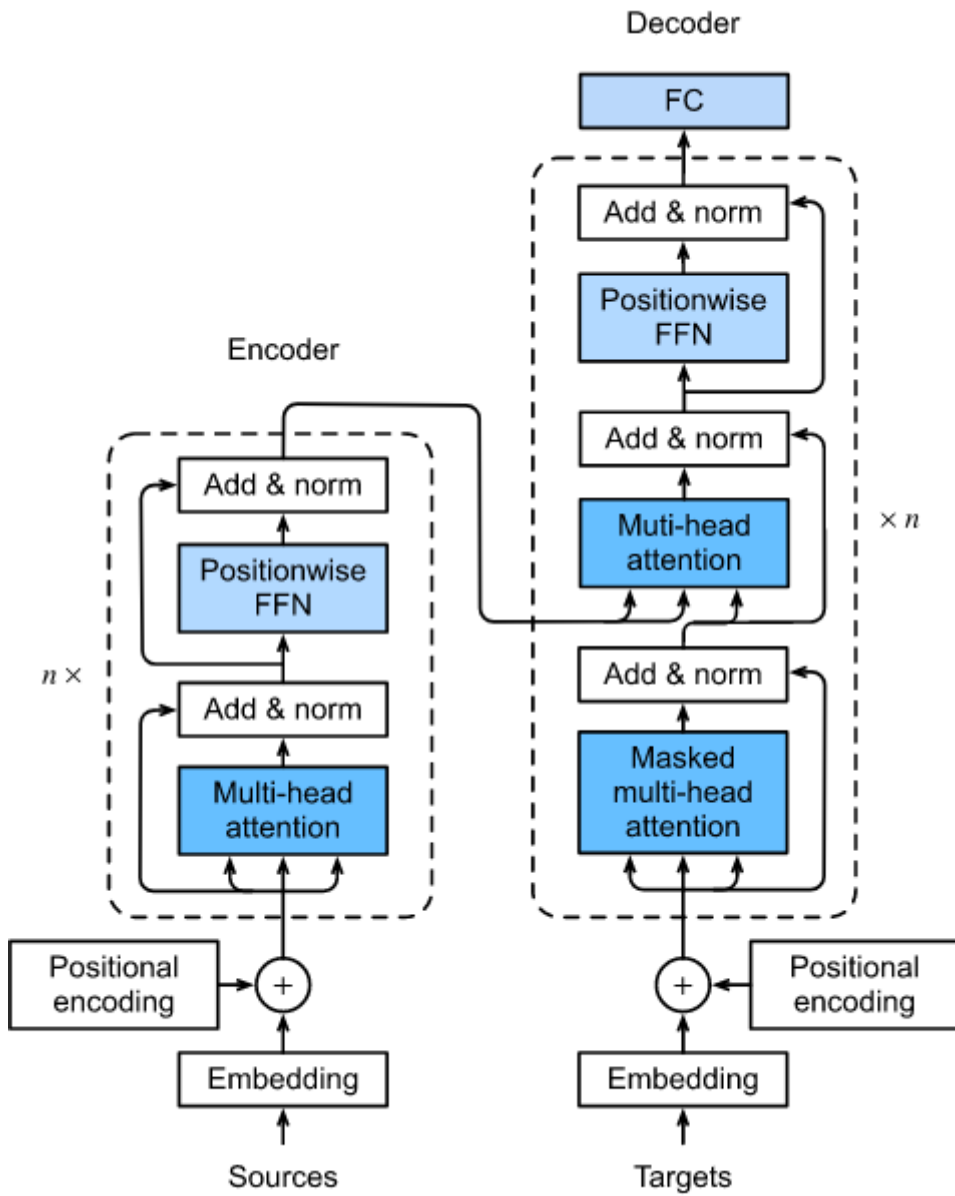 Decoder
FC
Add & norm
Positionwise
FFN
Add & norm
Muti-head
attention
× n
Add & norm
Masked
multi-head
attention
Positional
encoding
+
Embedding
Targets
Encoder
Add & norm
Positionwise
FFN
n ×
Add & norm
Multi-head
attention
Positional
encoding
+
Embedding
Sources